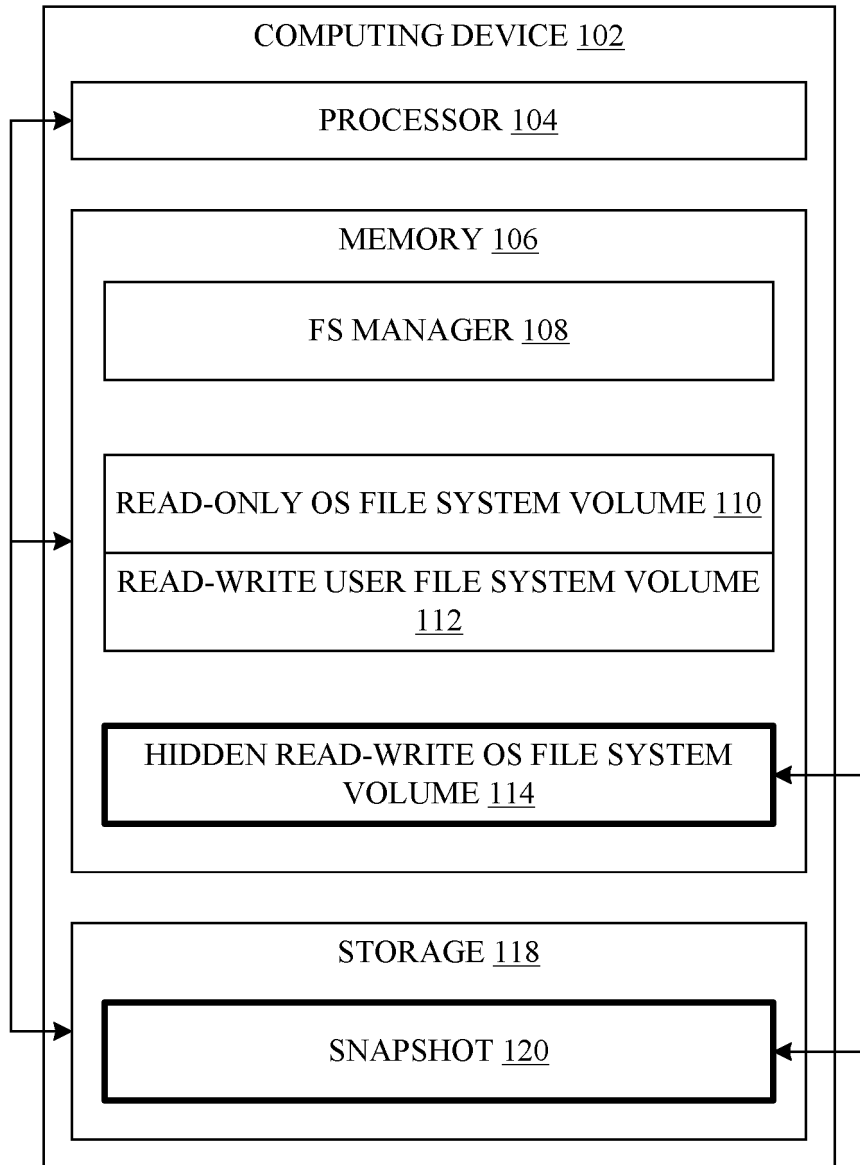 COMPUTING DEVICE 102
PROCESSOR 104
MEMORY 106
FS MANAGER 108
READ-ONLY OS FILE SYSTEM VOLUME 110
READ-WRITE USER FILE SYSTEM VOLUME
112
HIDDEN READ-WRITE OS FILE SYSTEM
VOLUME 114
STORAGE 118
SNAPSHOT 120